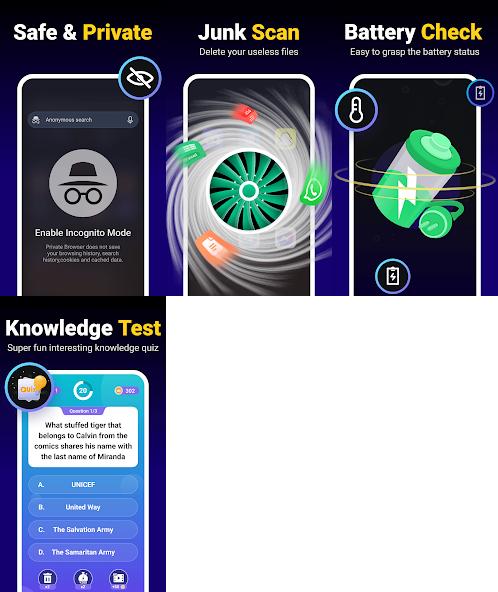 Safe & Private
Anonymous search
Enable Incognito Mode
Private Browser does not save
your browsing history, search
history,cookies and cached data.
Junk Scan
Delete your useless files
Battery Check
Easy to grasp the battery status
Knowledge Test
Super fun interesting knowledge quiz
20
302
Question 1/3
What stuffed tiger that
belongs to Calvin from the
comics shares his name with
the last name of Miranda
A. UNICEF
B. United Way
C. The Salvation Army
D. The Samaritan Army